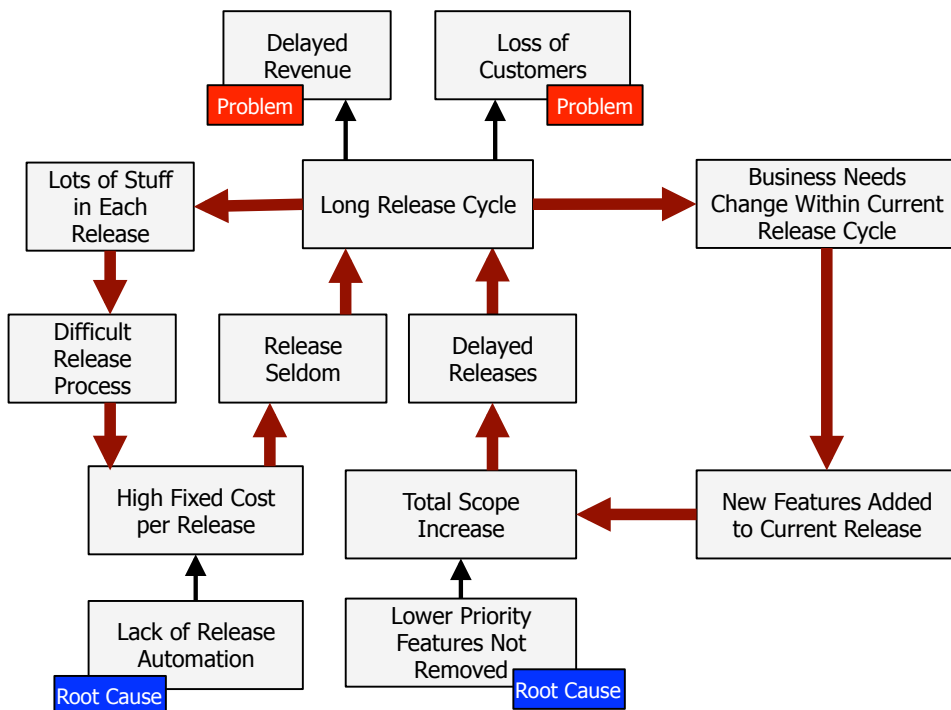 Delayed
Revenue
Problem
Loss of
Customers
Problem
Lots of Stuff
in Each
Release
Long Release Cycle
Business Needs
Change Within Current
Release Cycle
Difficult
Release
Process
Release
Seldom
Delayed
Releases
High Fixed Cost
per Release
Total Scope
Increase
New Features Added
to Current Release
Lack of Release
Automation
Root Cause
Lower Priority
Features Not
Removed
Root Cause